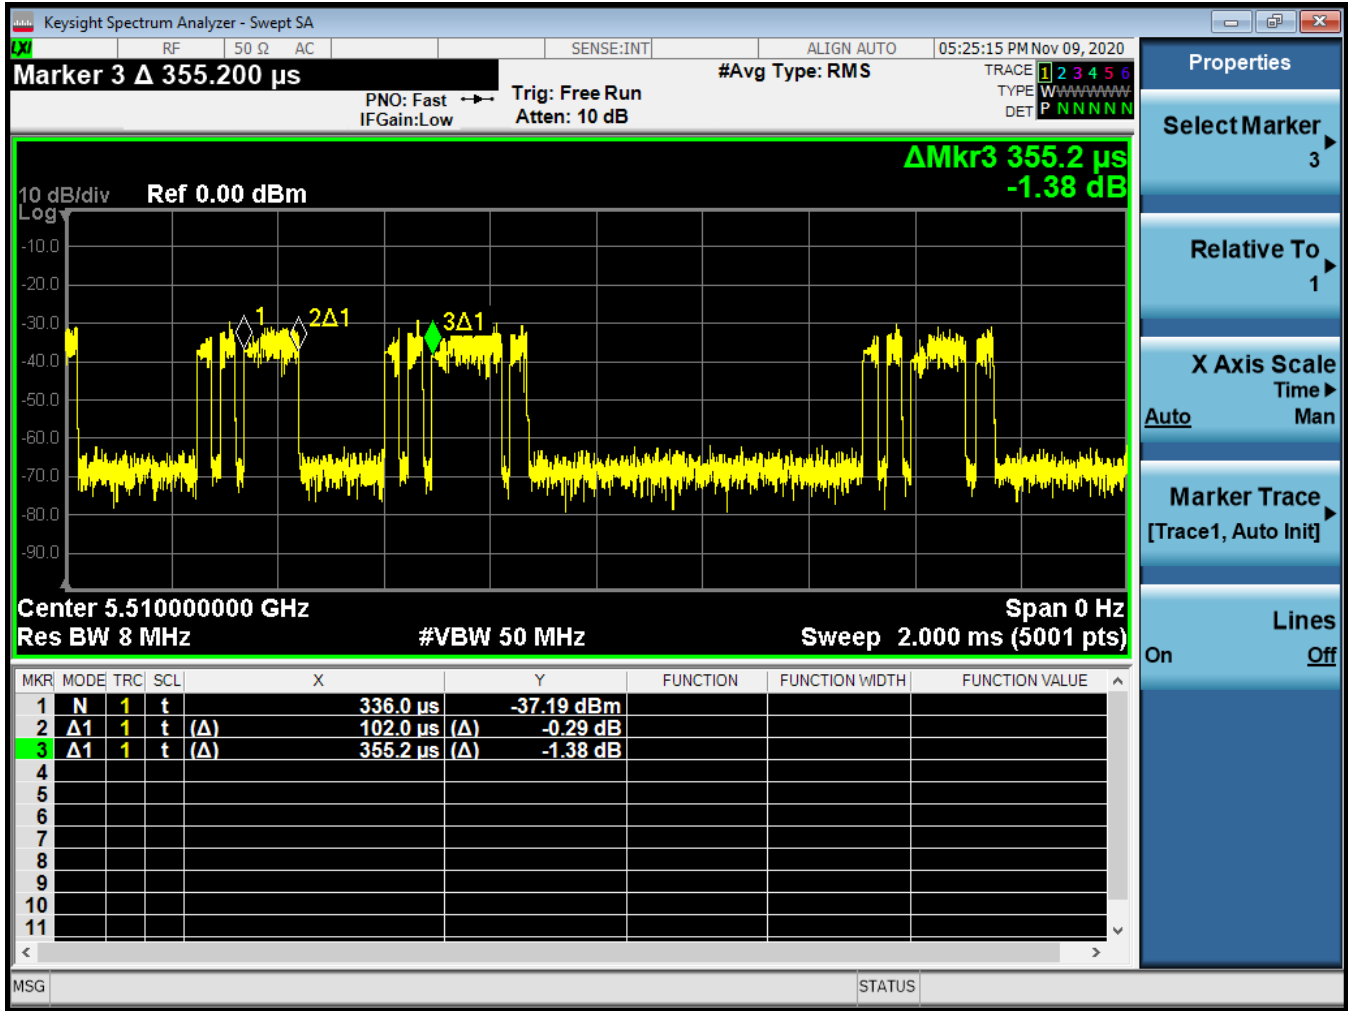 Keysight Spectrum Analyzer - Swept SA
LXI RF 50 Ω AC SENSE:INT ALIGN AUTO 05:25:15 PM Nov 09, 2020
Marker 3 Δ 355.200 µs
PNO: Fast
IFGain:Low
Trig: Free Run
Atten: 10 dB
#Avg Type: RMS
TRACE 1 2 3 4 5 6
TYPE WWWWWW
DET P N N N N N
ΔMkr3 355.2 µs
-1.38 dB
10 dB/div Ref 0.00 dBm
Log
-10.0
-20.0
-30.0
-40.0
-50.0
-60.0
-70.0
-80.0
-90.0
1 2Δ1 3Δ1
Center 5.510000000 GHz Span 0 Hz
Res BW 8 MHz #VBW 50 MHz Sweep 2.000 ms (5001 pts)
MKR MODE TRC SCL X Y FUNCTION FUNCTION WIDTH FUNCTION VALUE
1 N 1 t 336.0 µs -37.19 dBm
2 Δ1 1 t (Δ) 102.0 µs (Δ) -0.29 dB
3 Δ1 1 t (Δ) 355.2 µs (Δ) -1.38 dB
4
5
6
7
8
9
10
11
MSG STATUS
Properties
Select Marker
3
Relative To
1
X Axis Scale
Time
Auto Man
Marker Trace
[Trace1, Auto Init]
Lines
On Off